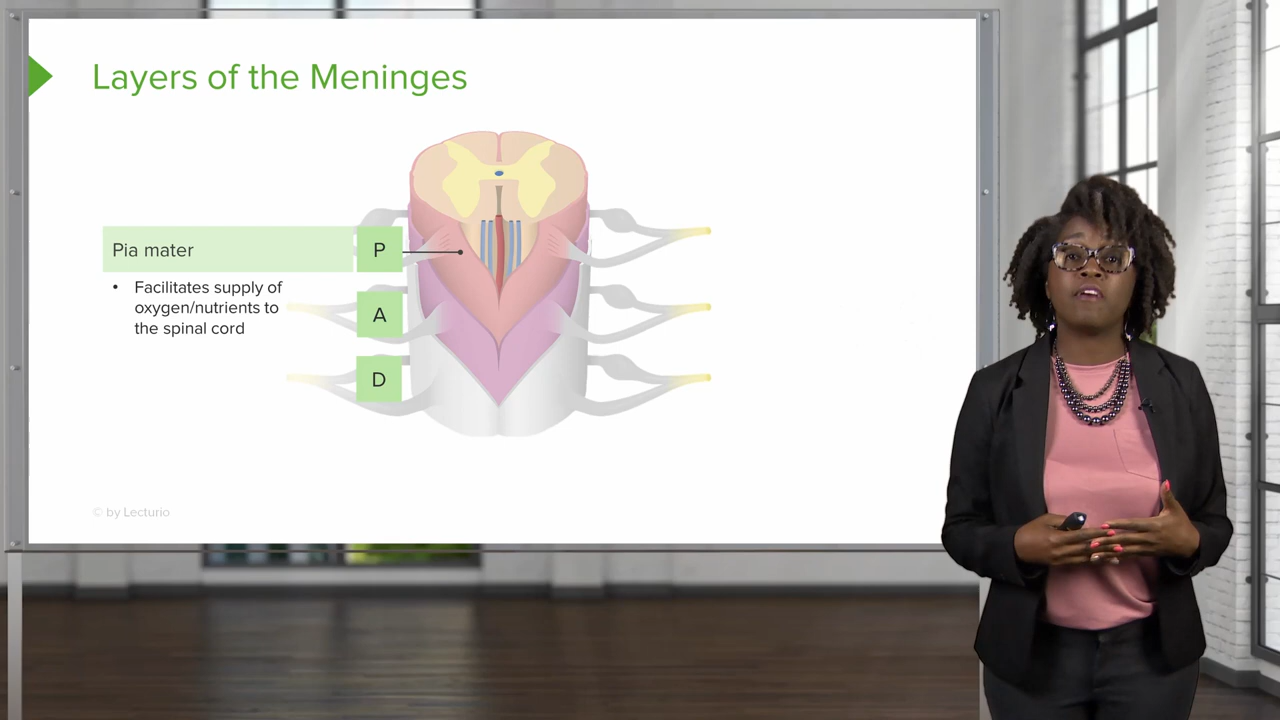 Layers of the Meninges
Pia mater
P
• Facilitates supply of
oxygen/nutrients to
the spinal cord
A
D
© by Lecturio